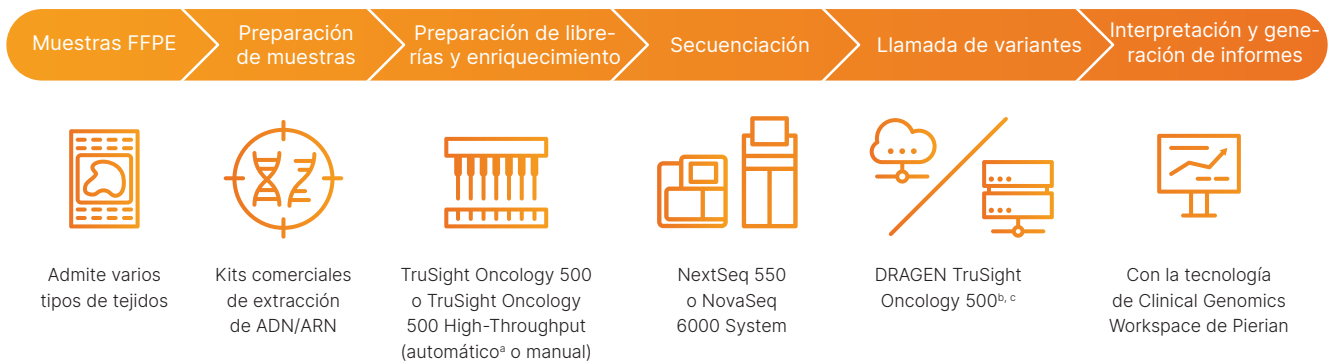 Muestras FFPE
Preparación
de muestras
Preparación de libre-
rías y enriquecimiento
Secuenciación
Llamada de variantes
Interpretación y gene-
ración de informes
Admite varios
tipos de tejidos
Kits comerciales
de extracción
de ADN/ARN
TruSight Oncology 500
o TruSight Oncology
500 High-Throughput
(automáticoᵃ o manual)
NextSeq 550
o NovaSeq
6000 System
DRAGEN TruSight
Oncology 500ᵇ, ᶜ
Con la tecnología
de Clinical Genomics
Workspace de Pierian